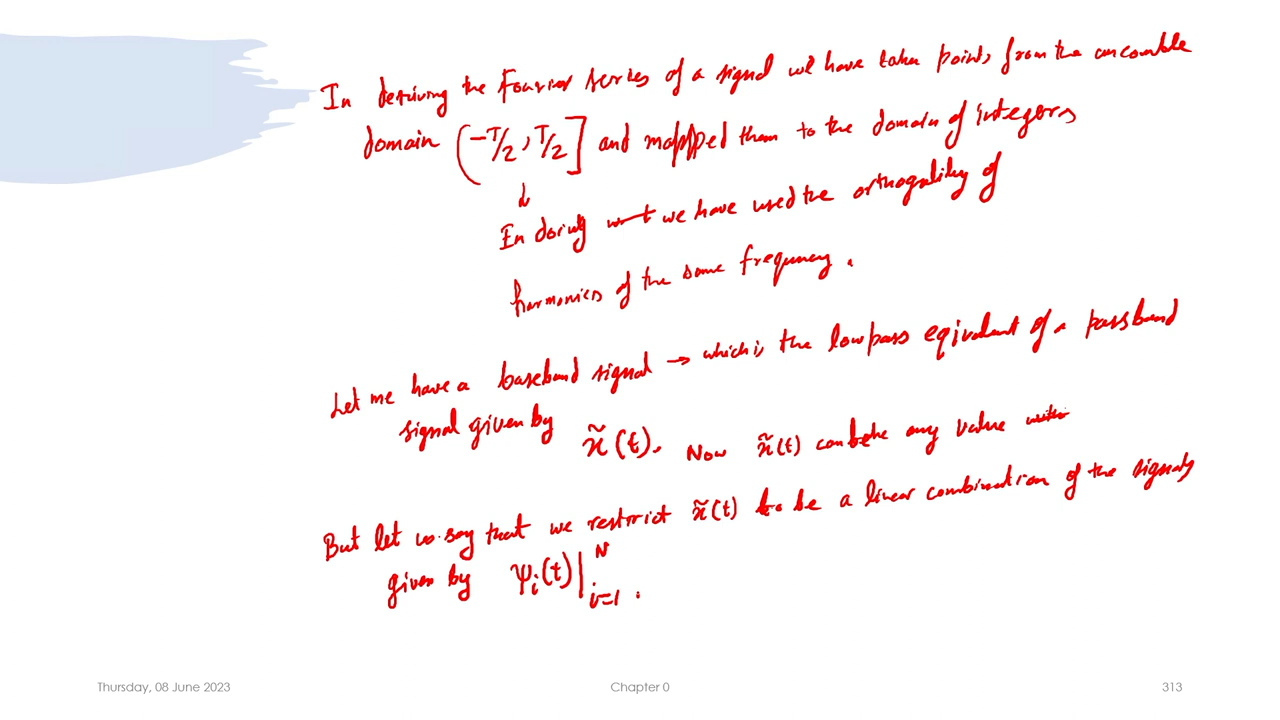 In deriving the Fourier series of a signal we have taken points from the uncountable
domain (-T/2, T/2] and mapped them to the domain of integers
In doing we have used the orthogality of
harmonics of the same frequency.
Let me have a baseband signal → which is the lowpass eqivalent of a passband
signal given by x̃(t). Now x̃(t) can be any value
But let us say that we restrict x̃(t) to be a linear combination of the signals
given by ψᵢ(t)|ᵢ₌₁ᴺ.
Thursday, 08 June 2023 Chapter 0 313